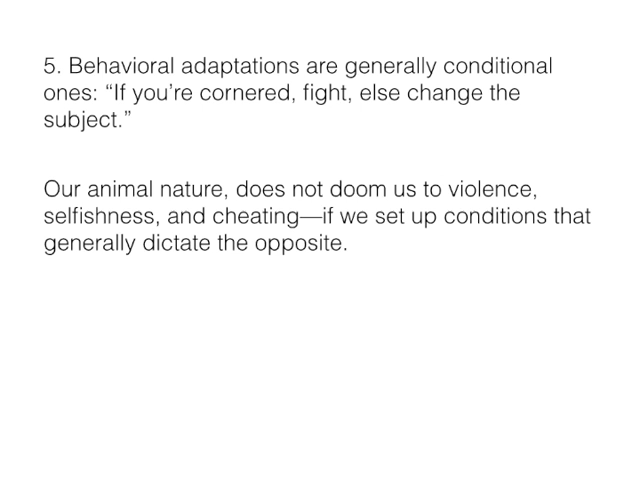 5. Behavioral adaptations are generally conditional
ones: “If you’re cornered, fight, else change the
subject.”
Our animal nature, does not doom us to violence,
selfishness, and cheating—if we set up conditions that
generally dictate the opposite.